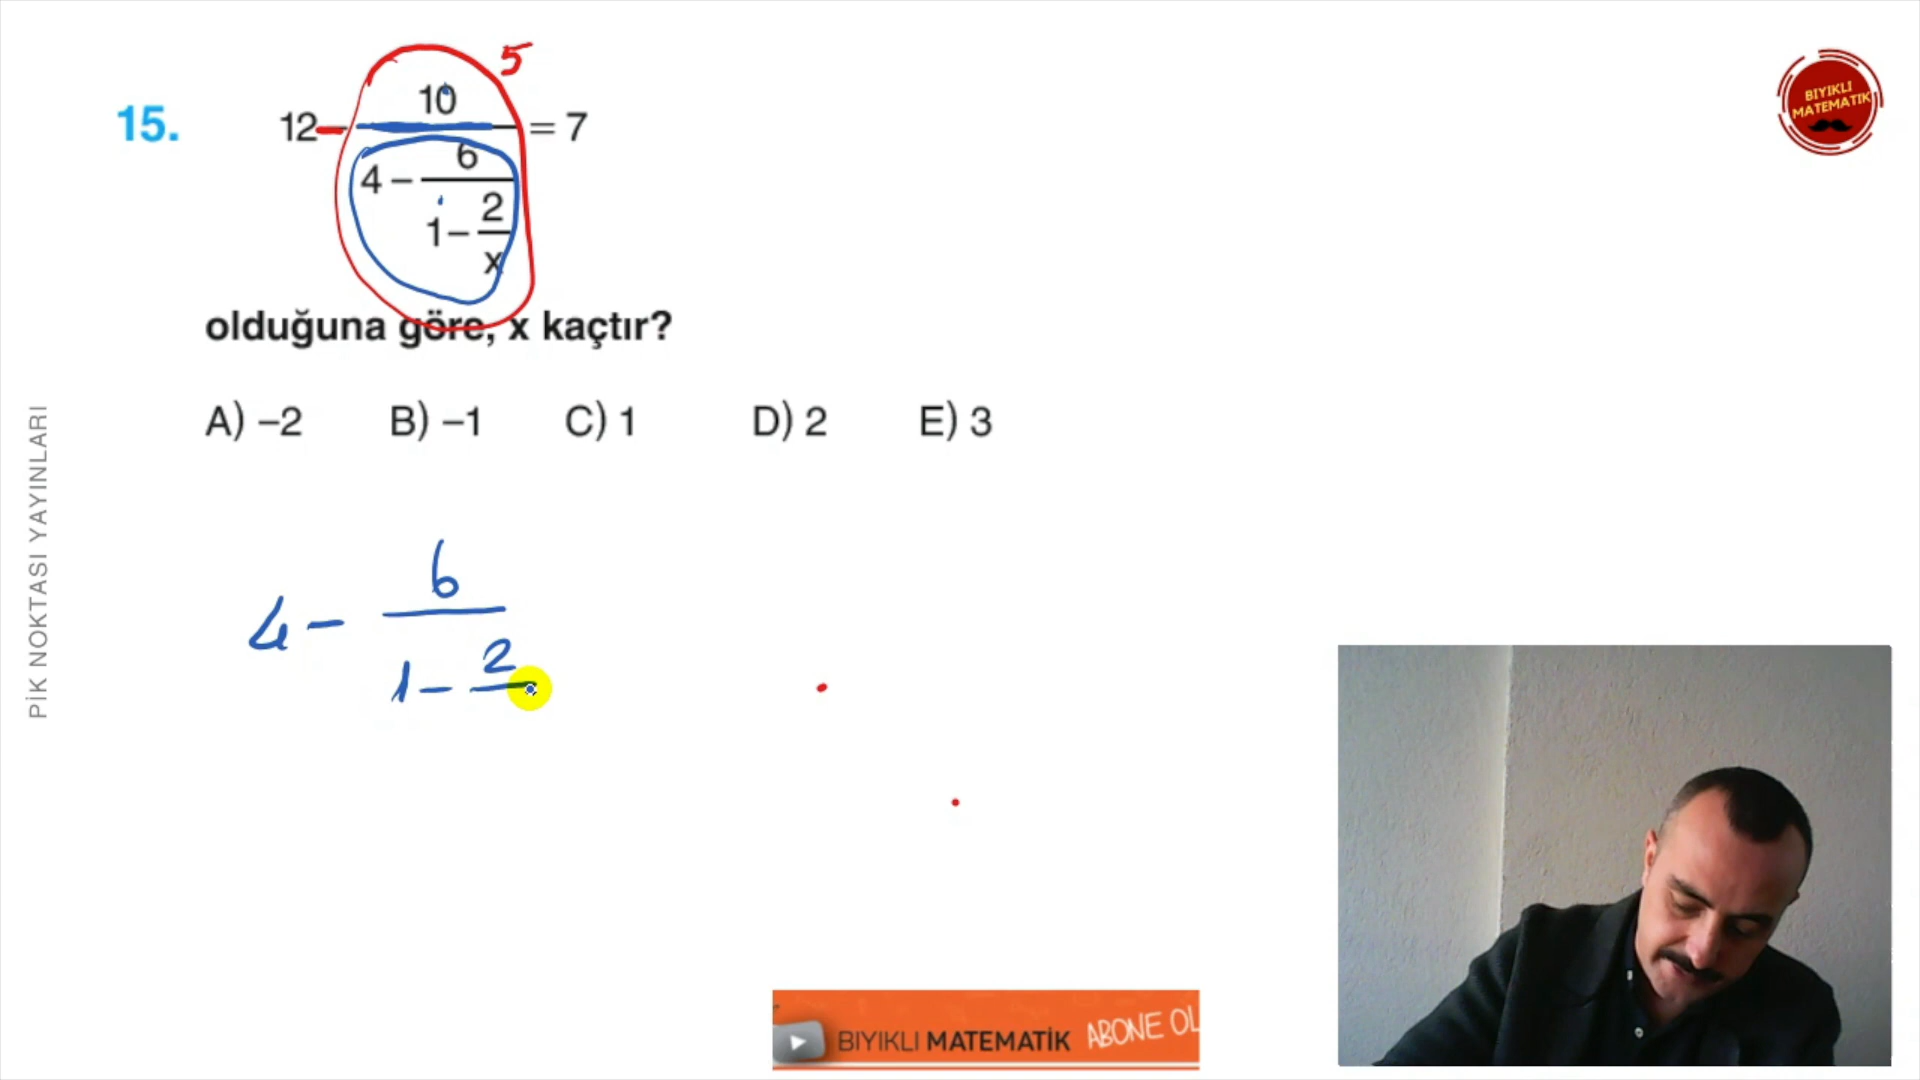 5
15.
12 - 10 = 7
4 - 6
1 - 2
x
olduğuna göre, x kaçtır?
A) –2 B) –1 C) 1 D) 2 E) 3
PİK NOKTASI YAYINLARI
4 - 6
1 - 2
BIYIKLI
MATEMATİK
BIYIKLI MATEMATİK ABONE OL